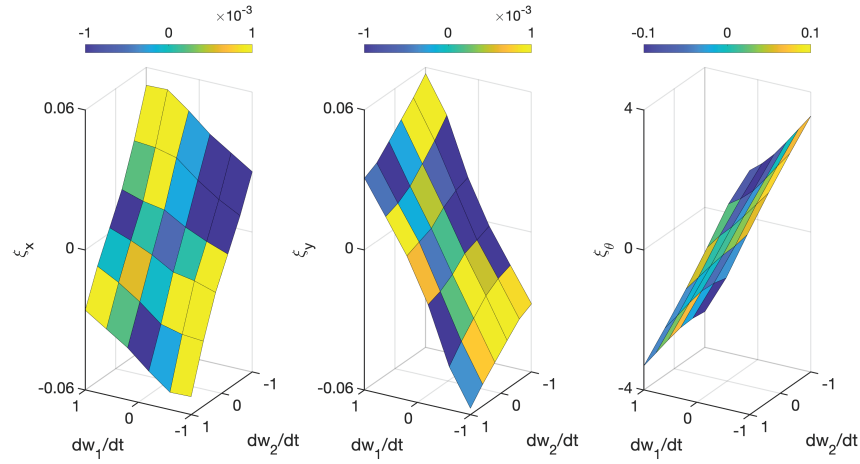 ×10⁻³
-1 0 1
0.06
0
-0.06
ξx
1 0 -1
dw₁/dt
1 0 -1
dw₂/dt
×10⁻³
-1 0 1
0.06
0
-0.06
ξy
1 0 -1
dw₁/dt
1 0 -1
dw₂/dt
-0.1 0 0.1
4
0
-4
ξθ
1 0 -1
dw₁/dt
1 0 -1
dw₂/dt